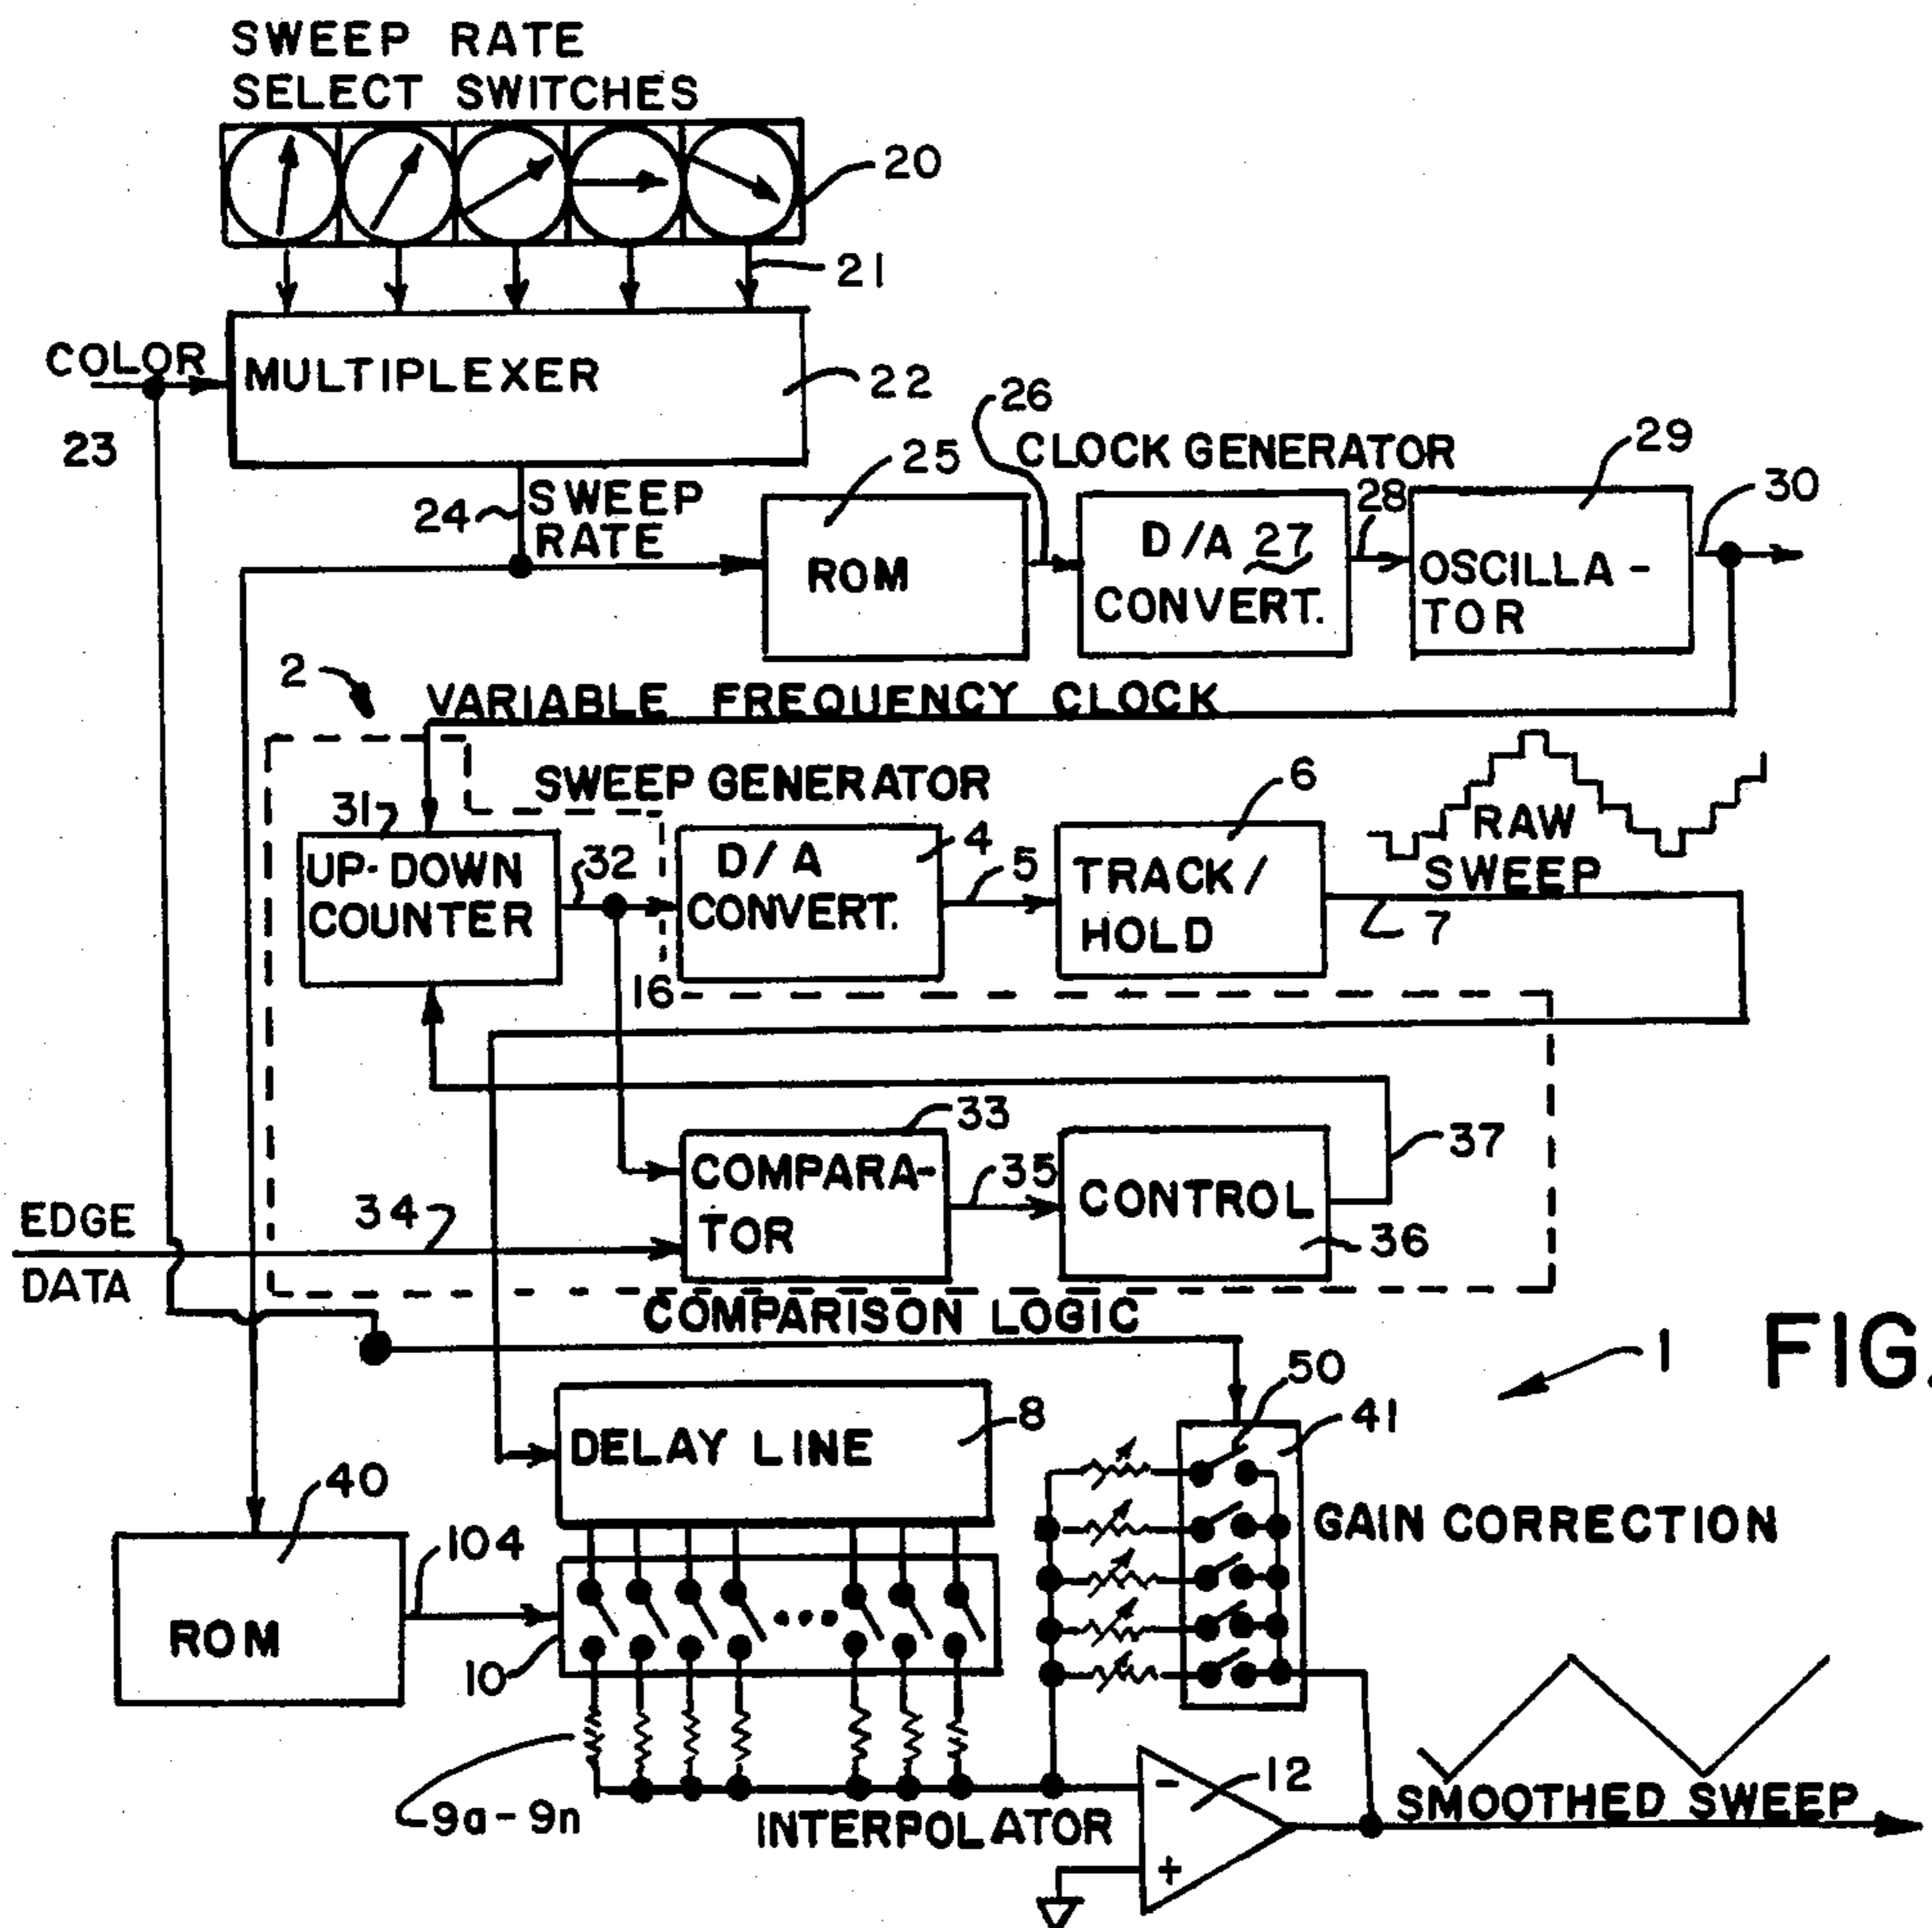 SWEEP RATE
SELECT SWITCHES
20
21
COLOR
MULTIPLEXER
22
23
26
CLOCK GENERATOR
29
25
24
SWEEP
RATE
28
30
ROM
D/A 27
CONVERT.
OSCILLA-
TOR
2
VARIABLE FREQUENCY CLOCK
SWEEP GENERATOR
6
31
RAW
SWEEP
UP-DOWN
COUNTER
32
D/A
CONVERT.
4
5
TRACK/
HOLD
7
16
33
37
COMPARA-
TOR
35
CONTROL
36
EDGE
DATA
34
COMPARISON LOGIC
1
FIG.
50
41
DELAY LINE
8
40
104
GAIN CORRECTION
ROM
10
9a-9n
INTERPOLATOR
-
12
+
SMOOTHED SWEEP